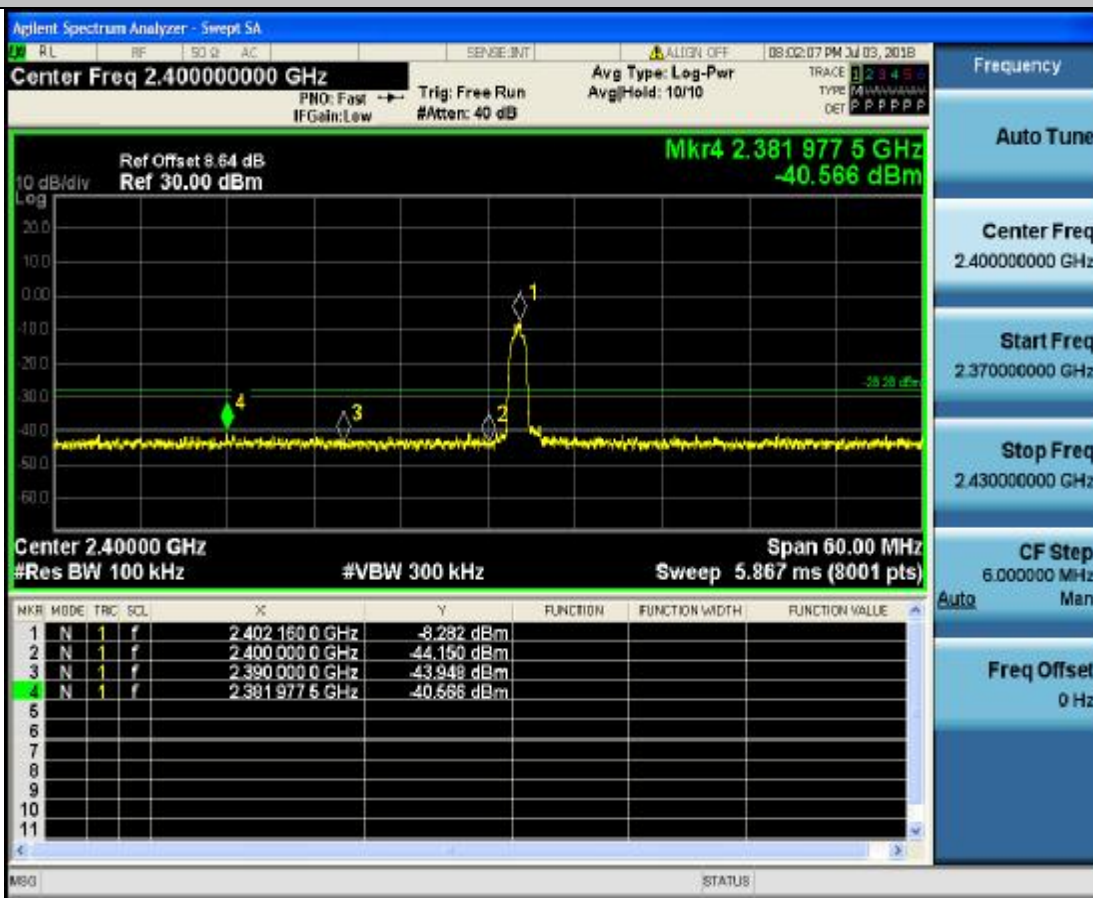 Agilent Spectrum Analyzer - Swept SA
RL RF 50 Ω AC SENSE:INT ALIGN OFF 08:02:07 PM Jul 03, 2018
Center Freq 2.400000000 GHz
PNO: Fast
IFGain:Low
Trig: Free Run
#Atten: 40 dB
Avg Type: Log-Pwr
Avg|Hold: 10/10
TRACE 1 2 3 4 5 6
TYPE
DET P P P P P P
Ref Offset 8.64 dB
10 dB/div Ref 30.00 dBm
Log
Mkr4 2.381 977 5 GHz
-40.566 dBm
20.0
10.0
0.00
-10.0
-20.0
-30.0
-40.0
-50.0
-60.0
1
-28.28 dBm
4
3
2
Center 2.40000 GHz Span 60.00 MHz
#Res BW 100 kHz #VBW 300 kHz Sweep 5.867 ms (8001 pts)
MKR MODE TRC SCL X Y FUNCTION FUNCTION WIDTH FUNCTION VALUE
1 N 1 f 2.402 160 0 GHz -8.282 dBm
2 N 1 f 2.400 000 0 GHz -44.150 dBm
3 N 1 f 2.390 000 0 GHz -43.948 dBm
4 N 1 f 2.381 977 5 GHz -40.566 dBm
5
6
7
8
9
10
11
MSG STATUS
Frequency
Auto Tune
Center Freq
2.400000000 GHz
Start Freq
2.370000000 GHz
Stop Freq
2.430000000 GHz
CF Step
6.000000 MHz
Auto Man
Freq Offset
0 Hz